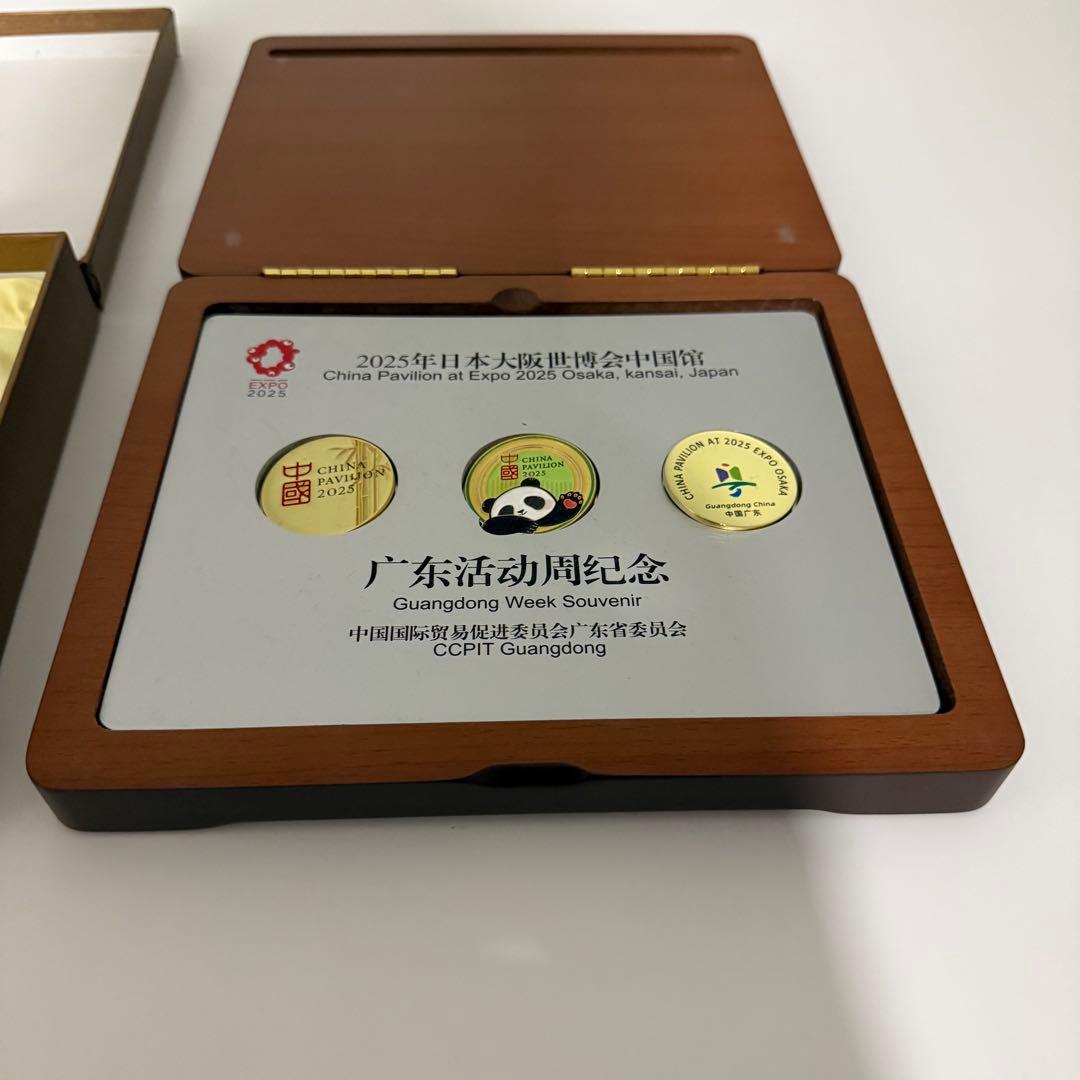 EXPO
2025
2025年日本大阪世博会中国馆
China Pavilion at Expo 2025 Osaka, kansai, Japan
中國
CHINA
PAVILION
2025
中國
CHINA
PAVILION
2025
CHINA PAVILION AT 2025 EXPO OSAKA
Guangdong China
中国广东
广东活动周纪念
Guangdong Week Souvenir
中国国际贸易促进委员会广东省委员会
CCPIT Guangdong